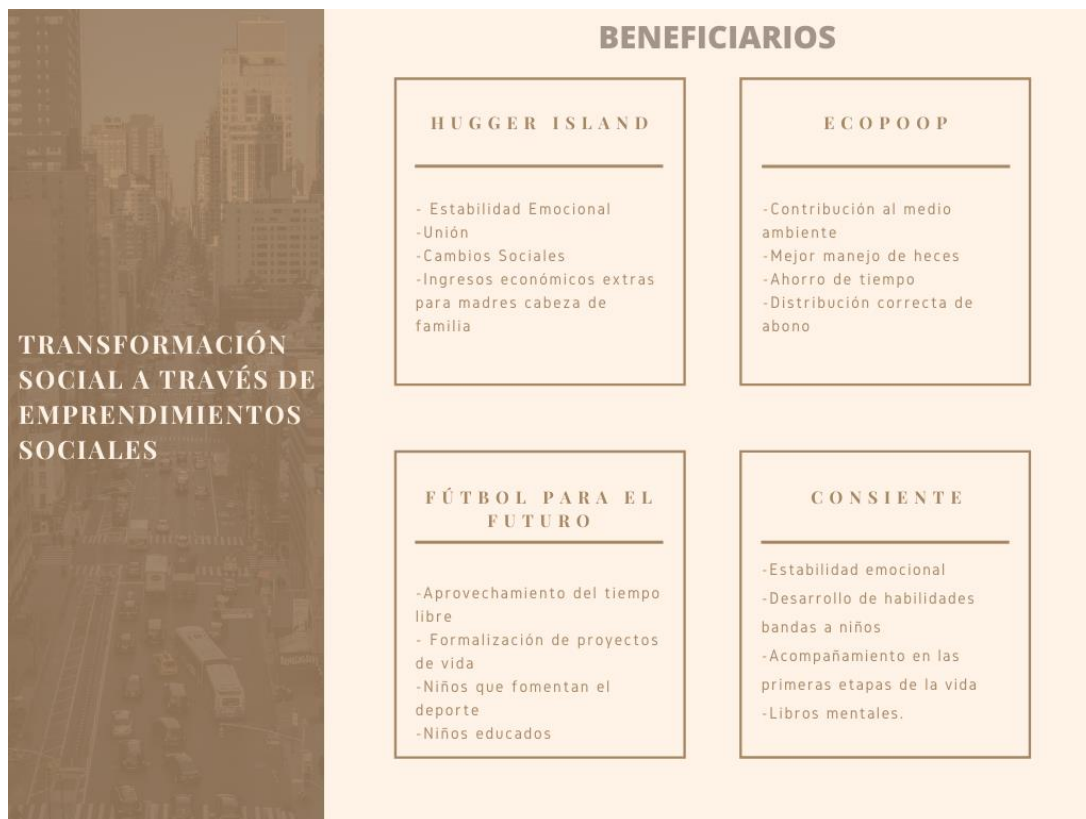 BENEFICIARIOS
TRANSFORMACIÓN
SOCIAL A TRAVÉS DE
EMPRENDIMIENTOS
SOCIALES
HUGGER ISLAND
- Estabilidad Emocional
-Unión
-Cambios Sociales
-Ingresos económicos extras
para madres cabeza de
familia
ECOPOOP
-Contribución al medio
ambiente
-Mejor manejo de heces
-Ahorro de tiempo
-Distribución correcta de
abono
FÚTBOL PARA EL
FUTURO
-Aprovechamiento del tiempo
libre
- Formalización de proyectos
de vida
-Niños que fomentan el
deporte
-Niños educados
CONSIENTE
-Estabilidad emocional
-Desarrollo de habilidades
bandas a niños
-Acompañamiento en las
primeras etapas de la vida
-Libros mentales.